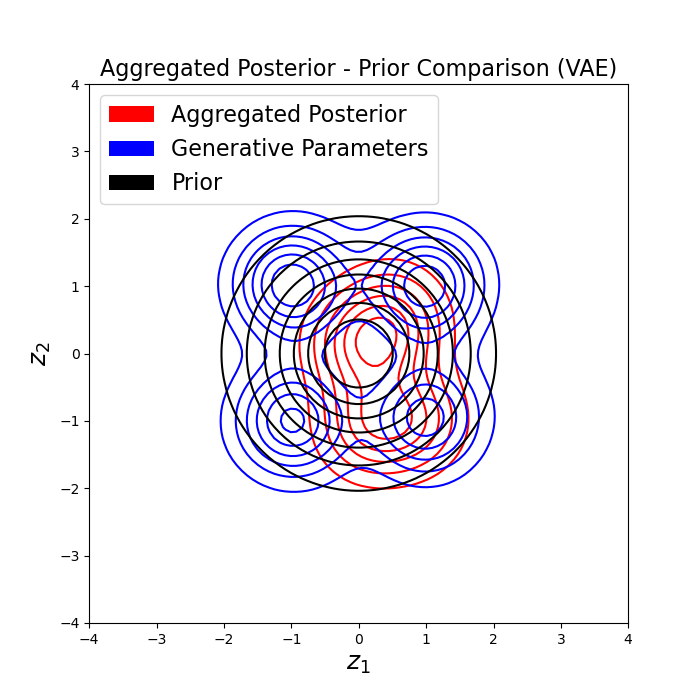 Aggregated Posterior - Prior Comparison (VAE)
Aggregated Posterior
Generative Parameters
Prior
4
3
2
1
0
−1
−2
−3
−4
z₂
−4 −3 −2 −1 0 1 2 3 4
z₁